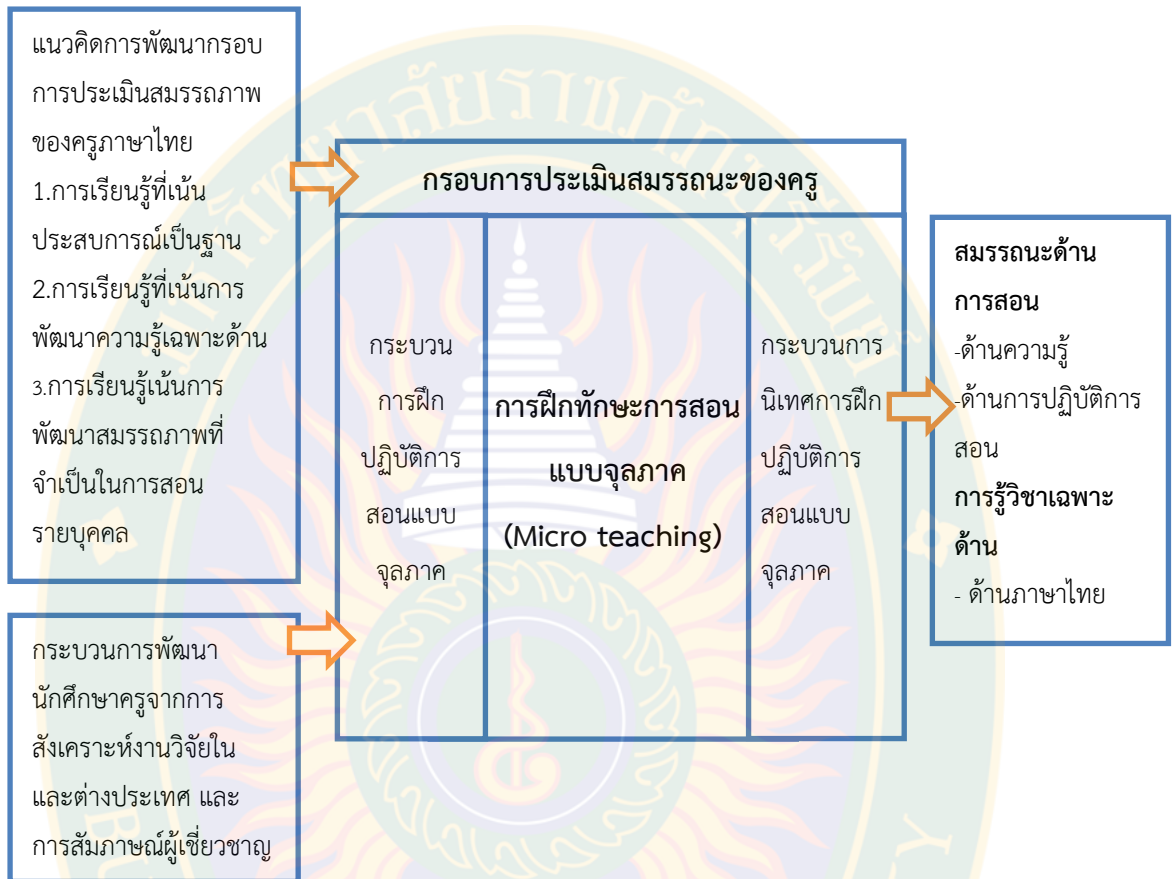 แนวคิดการพัฒนากรอบ
การประเมินสมรรถภาพ
ของครูภาษาไทย
1.การเรียนรู้ที่เน้น
ประสบการณ์เป็นฐาน
2.การเรียนรู้ที่เน้นการ
พัฒนาความรู้เฉพาะด้าน
3.การเรียนรู้เน้นการ
พัฒนาสมรรถภาพที่
จำเป็นในการสอน
รายบุคคล
กระบวนการพัฒนา
นักศึกษาครูจากการ
สังเคราะห์งานวิจัยใน
และต่างประเทศ และ
การสัมภาษณ์ผู้เชี่ยวชาญ
กรอบการประเมินสมรรถนะของครู
กระบวน
การฝึก
ปฏิบัติการ
สอนแบบ
จุลภาค
การฝึกทักษะการสอน
แบบจุลภาค
(Micro teaching)
กระบวนการ
นิเทศการฝึก
ปฏิบัติการ
สอนแบบ
จุลภาค
สมรรถนะด้าน
การสอน
-ด้านความรู้
-ด้านการปฏิบัติการ
สอน
การรู้วิชาเฉพาะ
ด้าน
- ด้านภาษาไทย